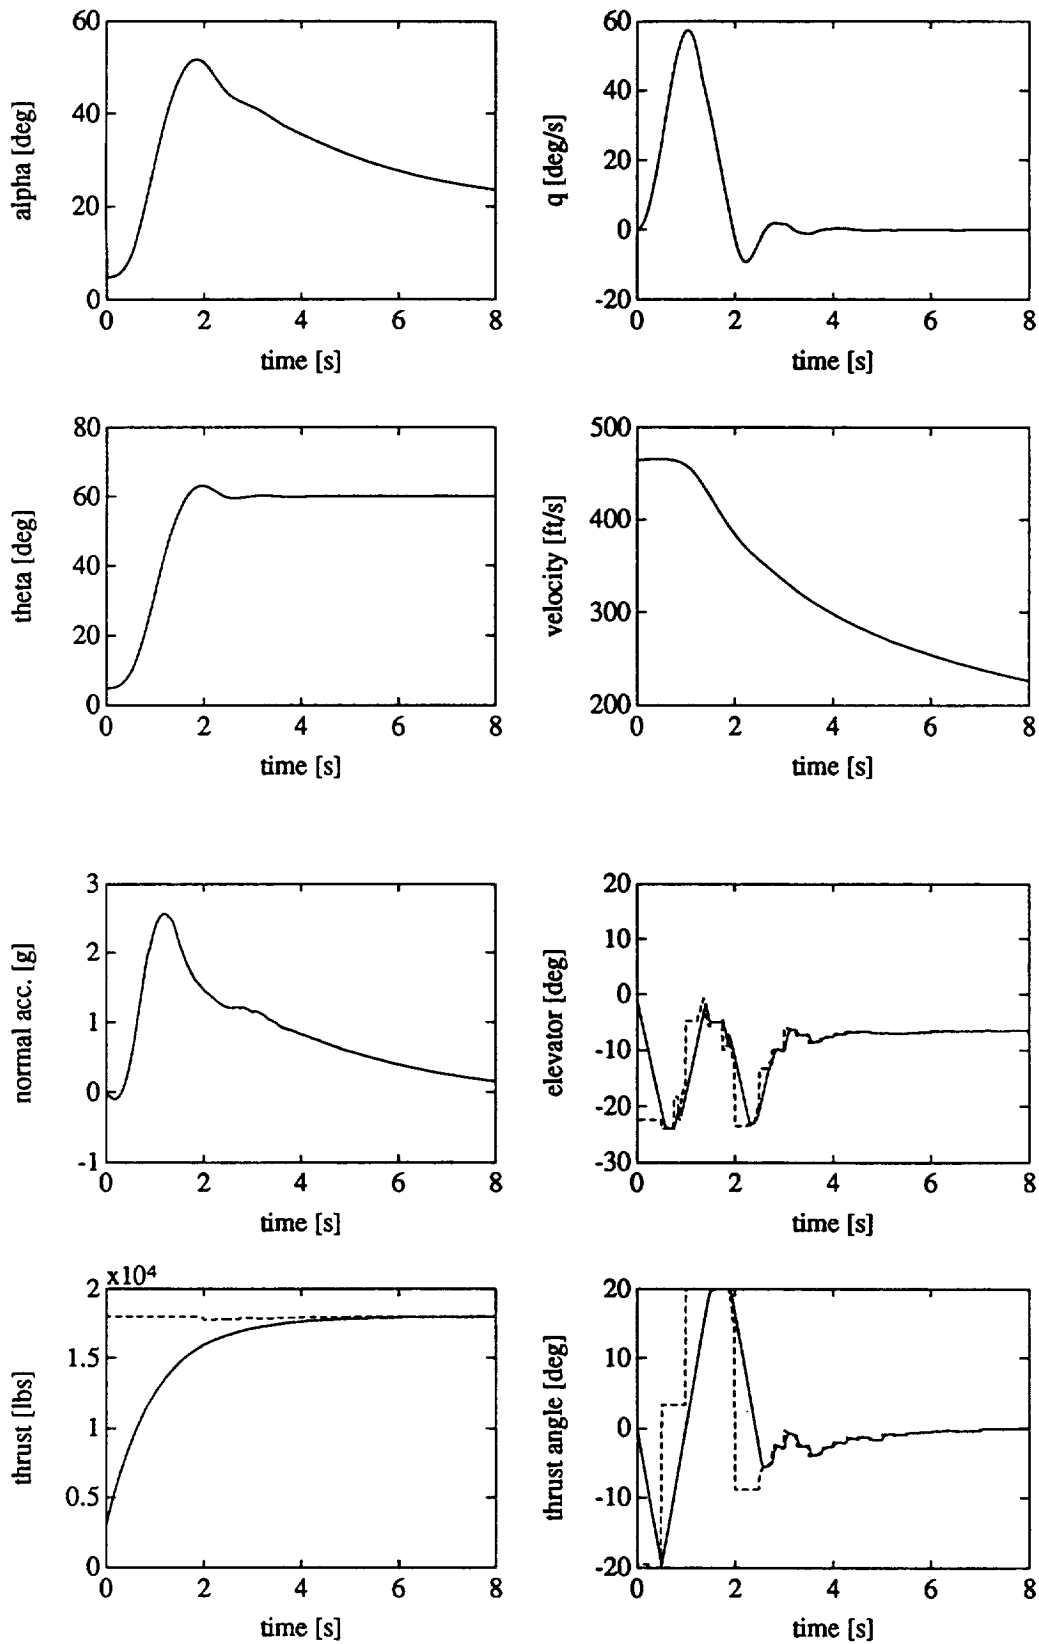 60
40
20
0
alpha [deg]
0 2 4 6 8
time [s]
60
40
20
0
-20
q [deg/s]
0 2 4 6 8
time [s]
80
60
40
20
0
theta [deg]
0 2 4 6 8
time [s]
500
400
300
200
velocity [ft/s]
0 2 4 6 8
time [s]
3
2
1
0
-1
normal acc. [g]
0 2 4 6 8
time [s]
20
10
0
-10
-20
-30
elevator [deg]
0 2 4 6 8
time [s]
x10⁴
2
1.5
1
0.5
0
thrust [lbs]
0 2 4 6 8
time [s]
20
10
0
-10
-20
thrust angle [deg]
0 2 4 6 8
time [s]